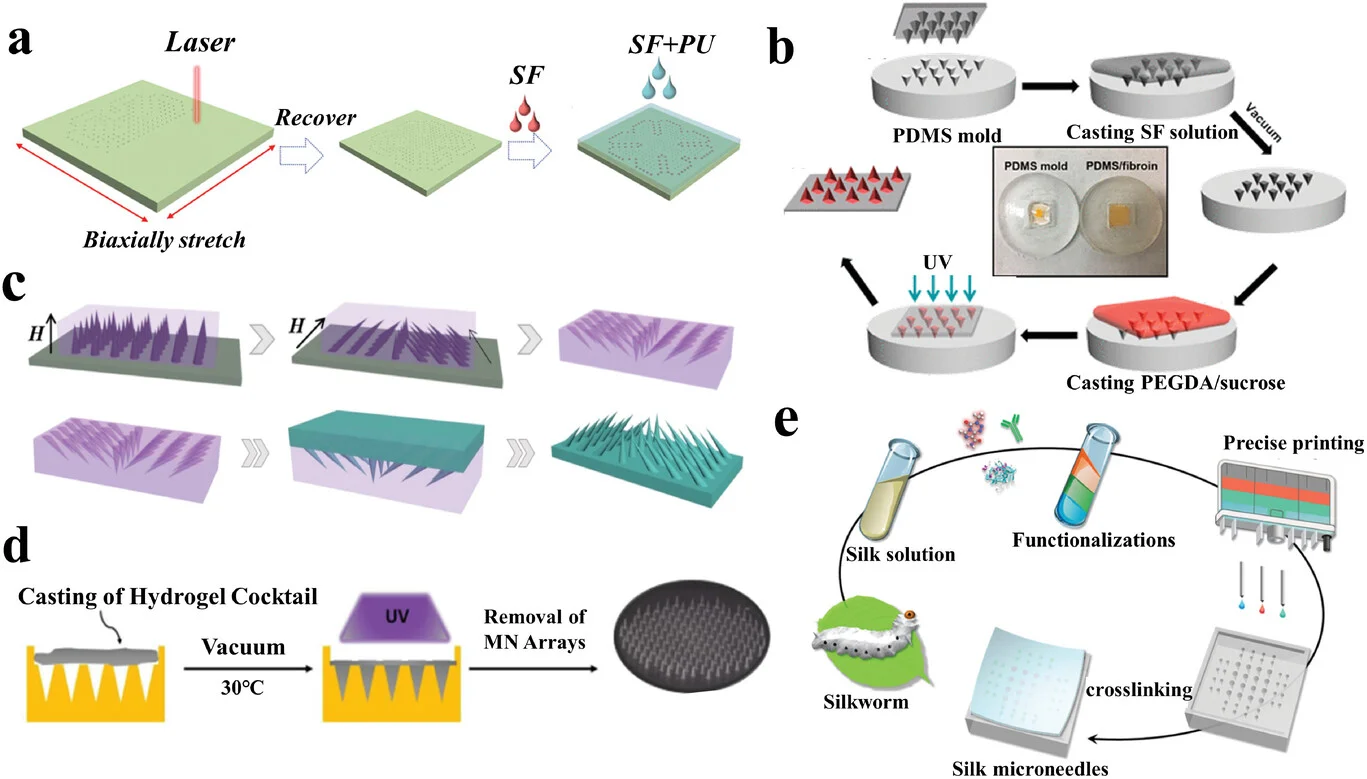 a
Laser
Recover
SF
SF+PU
Biaxially stretch
b
PDMS mold
Casting SF solution
Vacuum
PDMS mold
PDMS/fibroin
UV
Casting PEGDA/sucrose
c
H
H
d
Casting of Hydrogel Cocktail
Vacuum
30℃
UV
Removal of
MN Arrays
e
Silk solution
Functionalizations
Precise printing
Silkworm
crosslinking
Silk microneedles